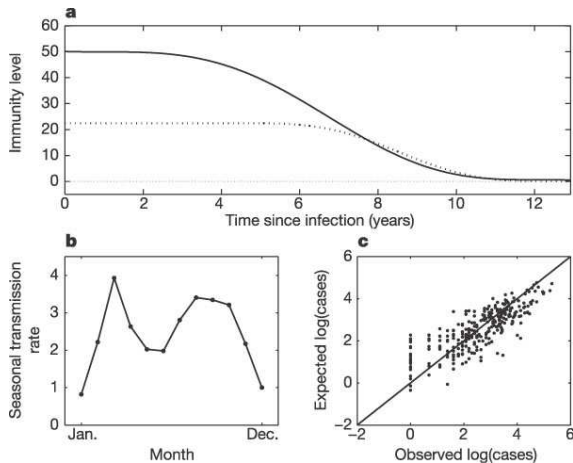 a
60
50
40
30
20
10
0
Immunity level
0 2 4 6 8 10 12
Time since infection (years)
b
4
3
2
1
Seasonal transmission
rate
Jan. Dec.
Month
c
6
4
2
0
−2
Expected log(cases)
−2 0 2 4 6
Observed log(cases)